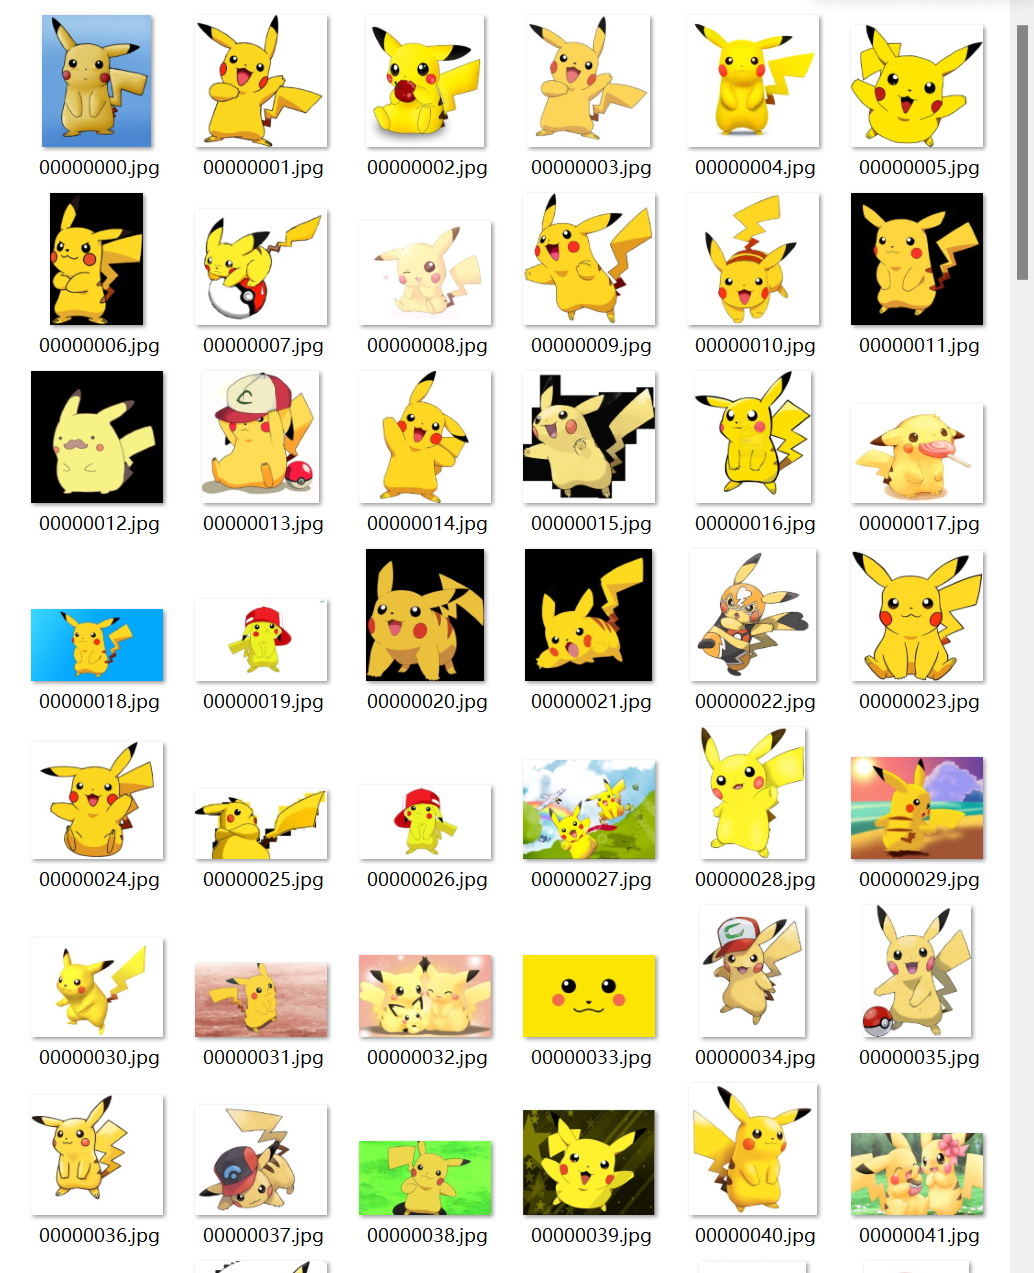 00000000.jpg 00000001.jpg 00000002.jpg 00000003.jpg 00000004.jpg 00000005.jpg
00000006.jpg 00000007.jpg 00000008.jpg 00000009.jpg 00000010.jpg 00000011.jpg
00000012.jpg 00000013.jpg 00000014.jpg 00000015.jpg 00000016.jpg 00000017.jpg
00000018.jpg 00000019.jpg 00000020.jpg 00000021.jpg 00000022.jpg 00000023.jpg
00000024.jpg 00000025.jpg 00000026.jpg 00000027.jpg 00000028.jpg 00000029.jpg
00000030.jpg 00000031.jpg 00000032.jpg 00000033.jpg 00000034.jpg 00000035.jpg
00000036.jpg 00000037.jpg 00000038.jpg 00000039.jpg 00000040.jpg 00000041.jpg